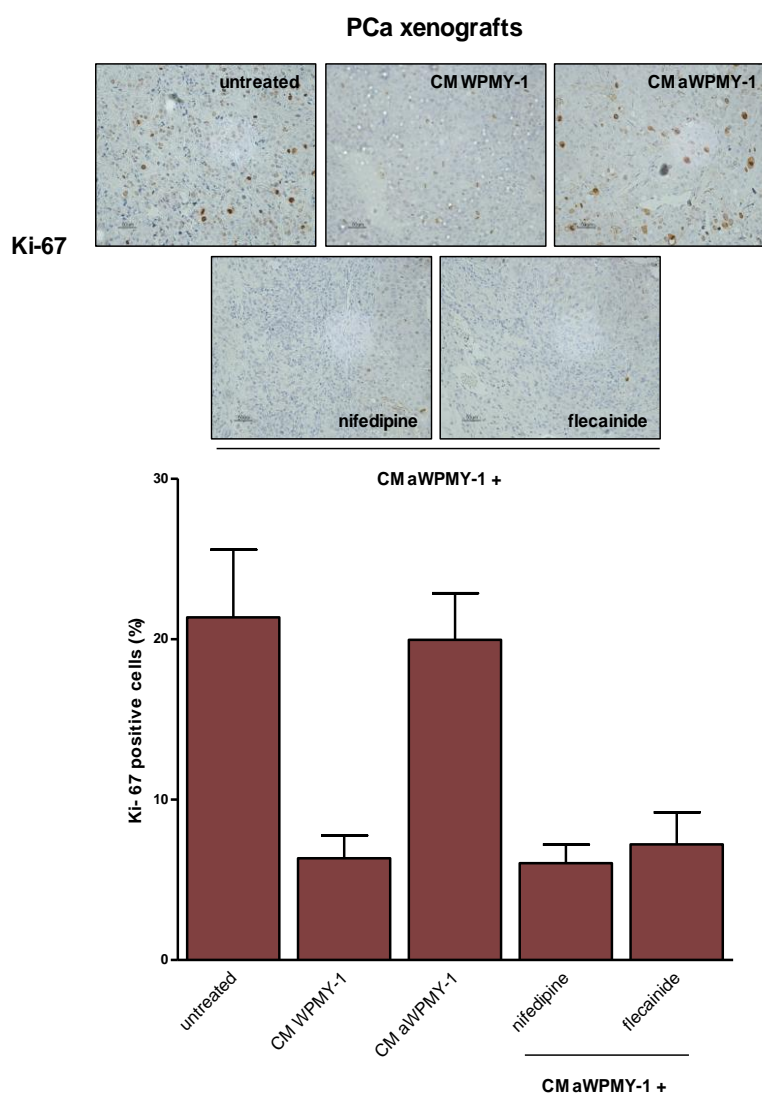 PCa xenografts
untreated
CM WPMY-1
CM aWPMY-1
Ki-67
nifedipine
flecainide
CM aWPMY-1 +
30
20
10
0
Ki- 67 positive cells (%)
untreated
CM WPMY-1
CM aWPMY-1
nifedipine
flecainide
CM aWPMY-1 +